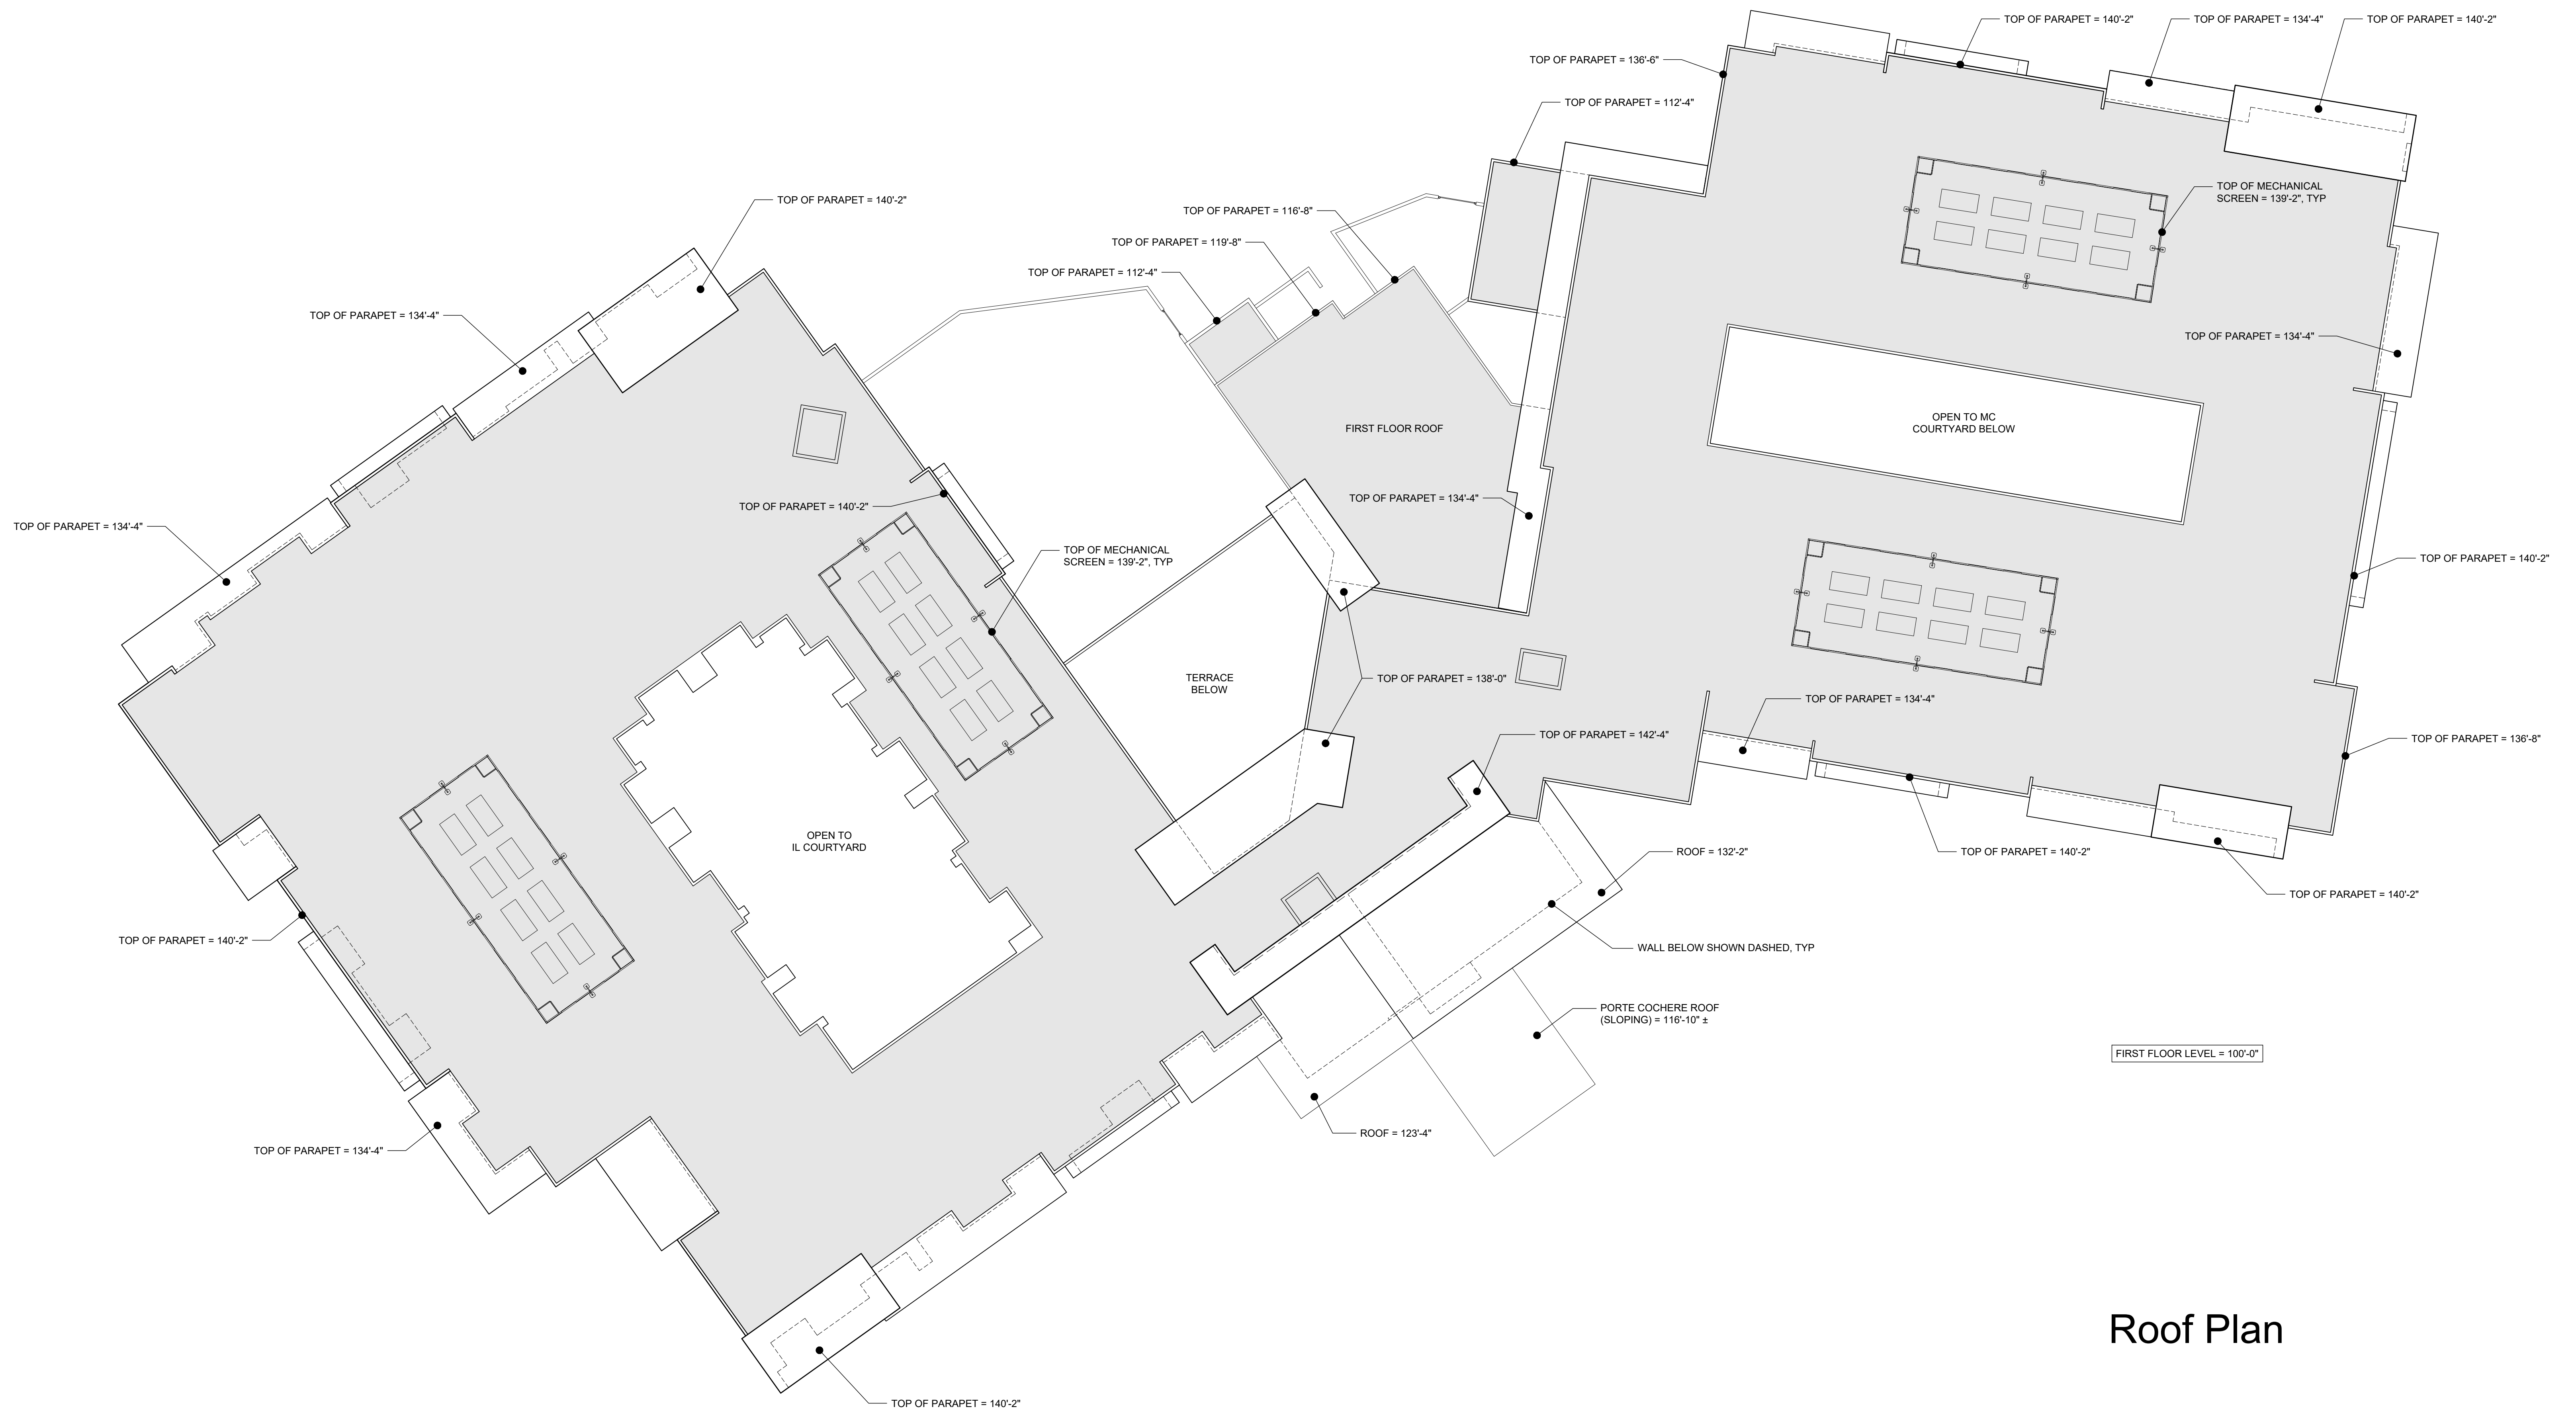 TOP OF PARAPET = 140'-2"
TOP OF PARAPET = 134'-4"
TOP OF PARAPET = 140'-2"
TOP OF PARAPET = 136'-6"
TOP OF PARAPET = 112'-4"
TOP OF MECHANICAL
SCREEN = 139'-2", TYP
TOP OF PARAPET = 140'-2"
TOP OF PARAPET = 116'-8"
TOP OF PARAPET = 119'-8"
TOP OF PARAPET = 112'-4"
TOP OF PARAPET = 134'-4"
TOP OF PARAPET = 134'-4"
OPEN TO MC
COURTYARD BELOW
FIRST FLOOR ROOF
TOP OF PARAPET = 134'-4"
TOP OF PARAPET = 140'-2"
TOP OF PARAPET = 134'-4"
TOP OF MECHANICAL
SCREEN = 139'-2", TYP
TOP OF PARAPET = 140'-2"
TERRACE
BELOW
TOP OF PARAPET = 138'-0"
TOP OF PARAPET = 134'-4"
TOP OF PARAPET = 142'-4"
TOP OF PARAPET = 136'-8"
OPEN TO
IL COURTYARD
ROOF = 132'-2"
TOP OF PARAPET = 140'-2"
TOP OF PARAPET = 140'-2"
TOP OF PARAPET = 140'-2"
WALL BELOW SHOWN DASHED, TYP
PORTE COCHERE ROOF
(SLOPING) = 116'-10" ±
FIRST FLOOR LEVEL = 100'-0"
ROOF = 123'-4"
TOP OF PARAPET = 134'-4"
Roof Plan
TOP OF PARAPET = 140'-2"